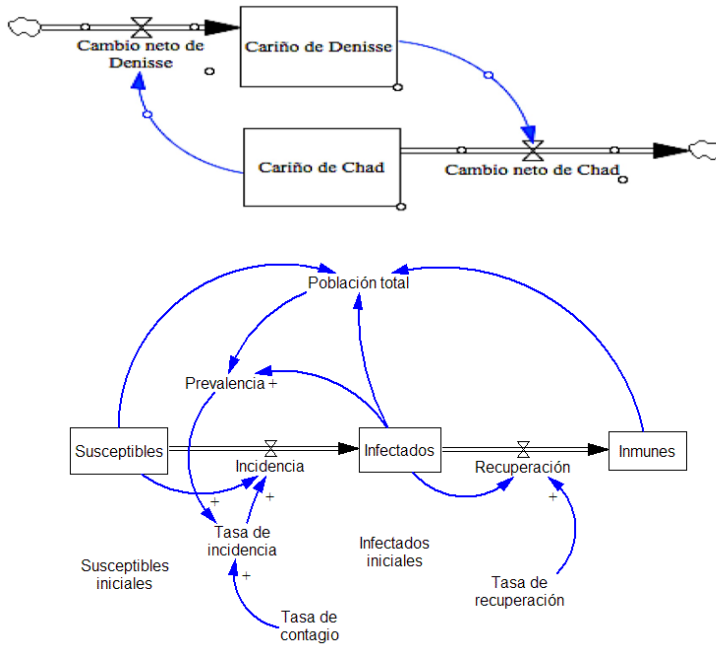 Cambio neto de
Denisse
Cariño de Denisse
Cariño de Chad
Cambio neto de Chad
Población total
Prevalencia +
Susceptibles
Incidencia
Infectados
Recuperación
Inmunes
+
+
+
Tasa de
incidencia
+
Susceptibles
iniciales
Infectados
iniciales
Tasa de
recuperación
Tasa de
contagio